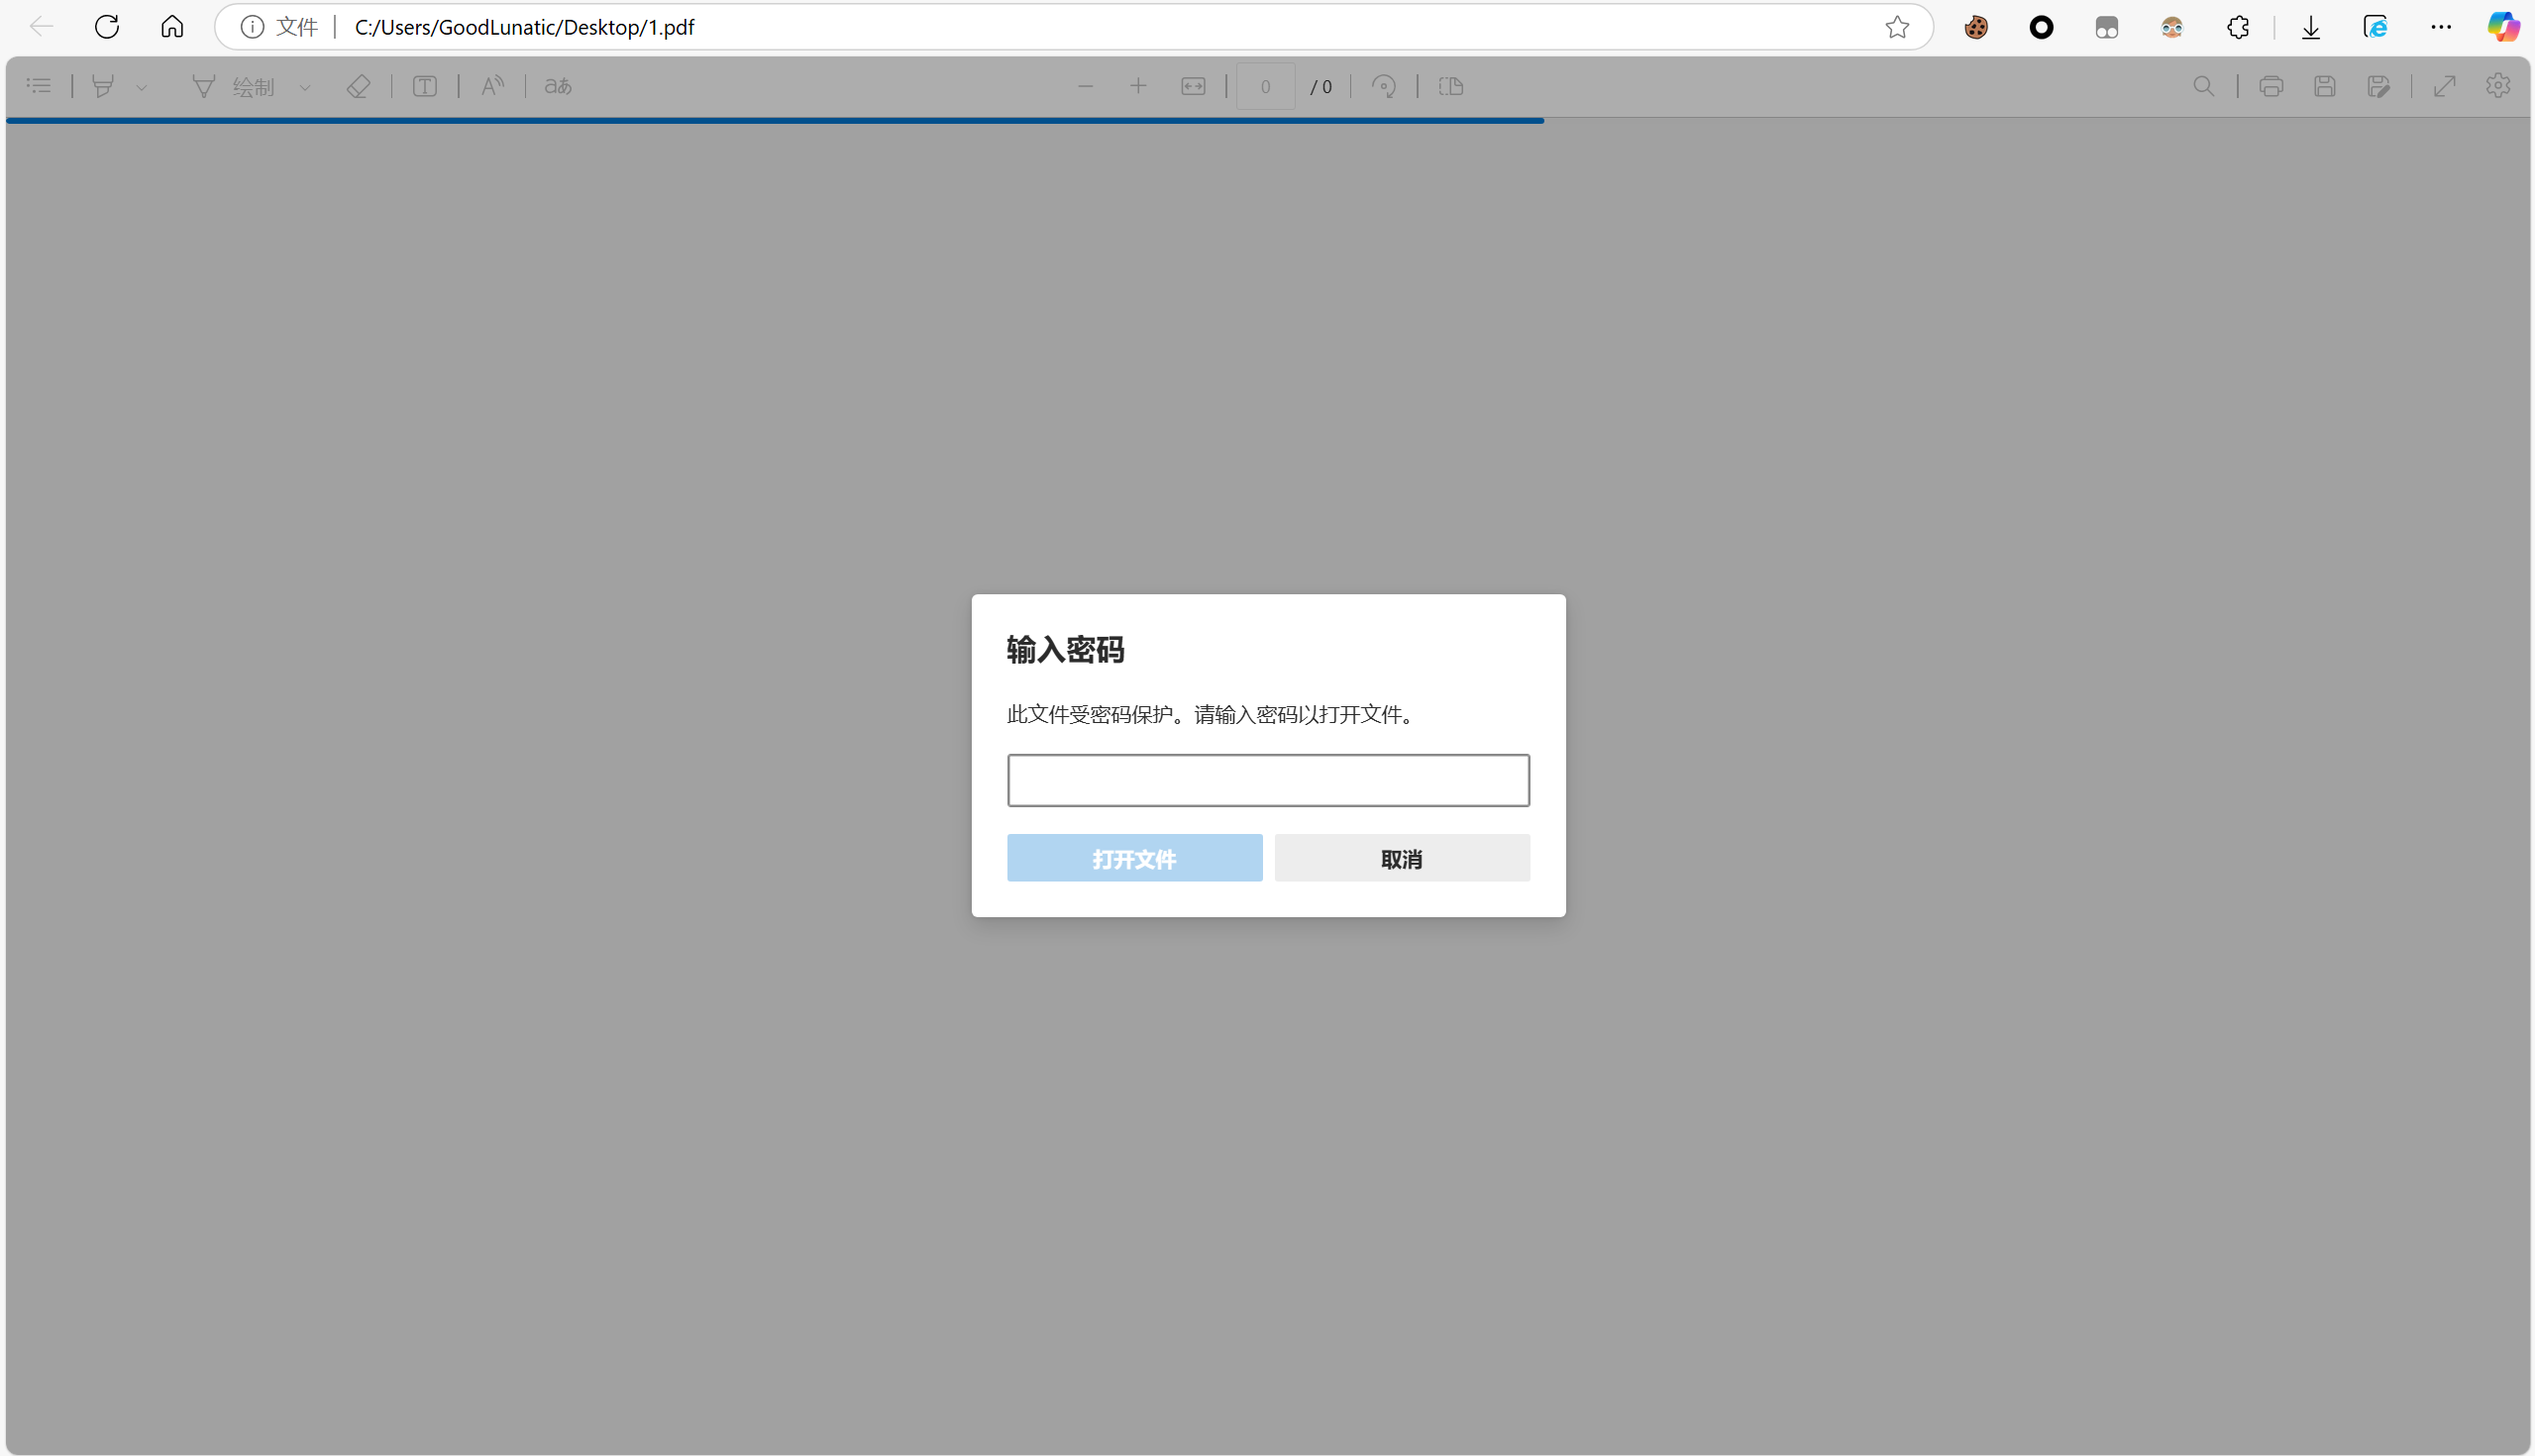 文件 C:/Users/GoodLunatic/Desktop/1.pdf
绘制 T A aあ 0 / 0
输入密码
此文件受密码保护。请输入密码以打开文件。
打开文件 取消